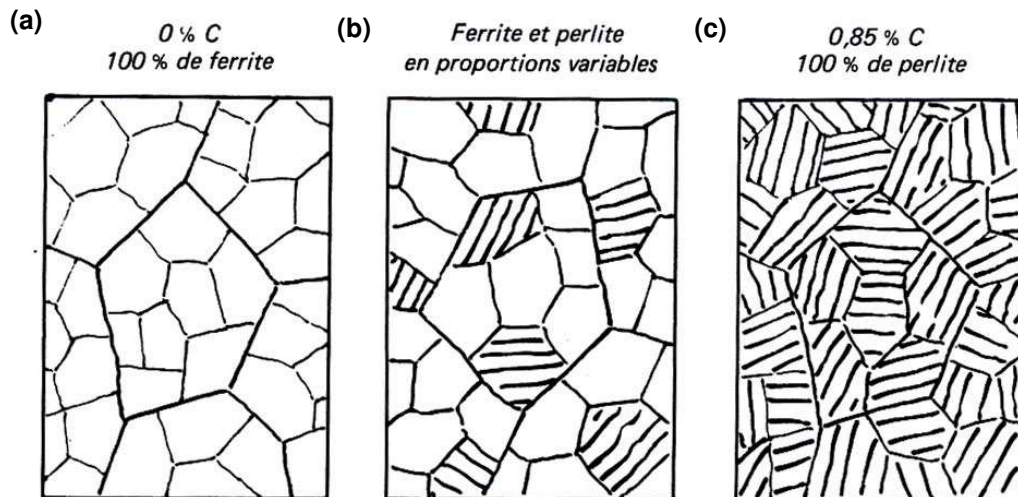 (a)
0 % C
100 % de ferrite
(b)
Ferrite et perlite
en proportions variables
(c)
0,85 % C
100 % de perlite